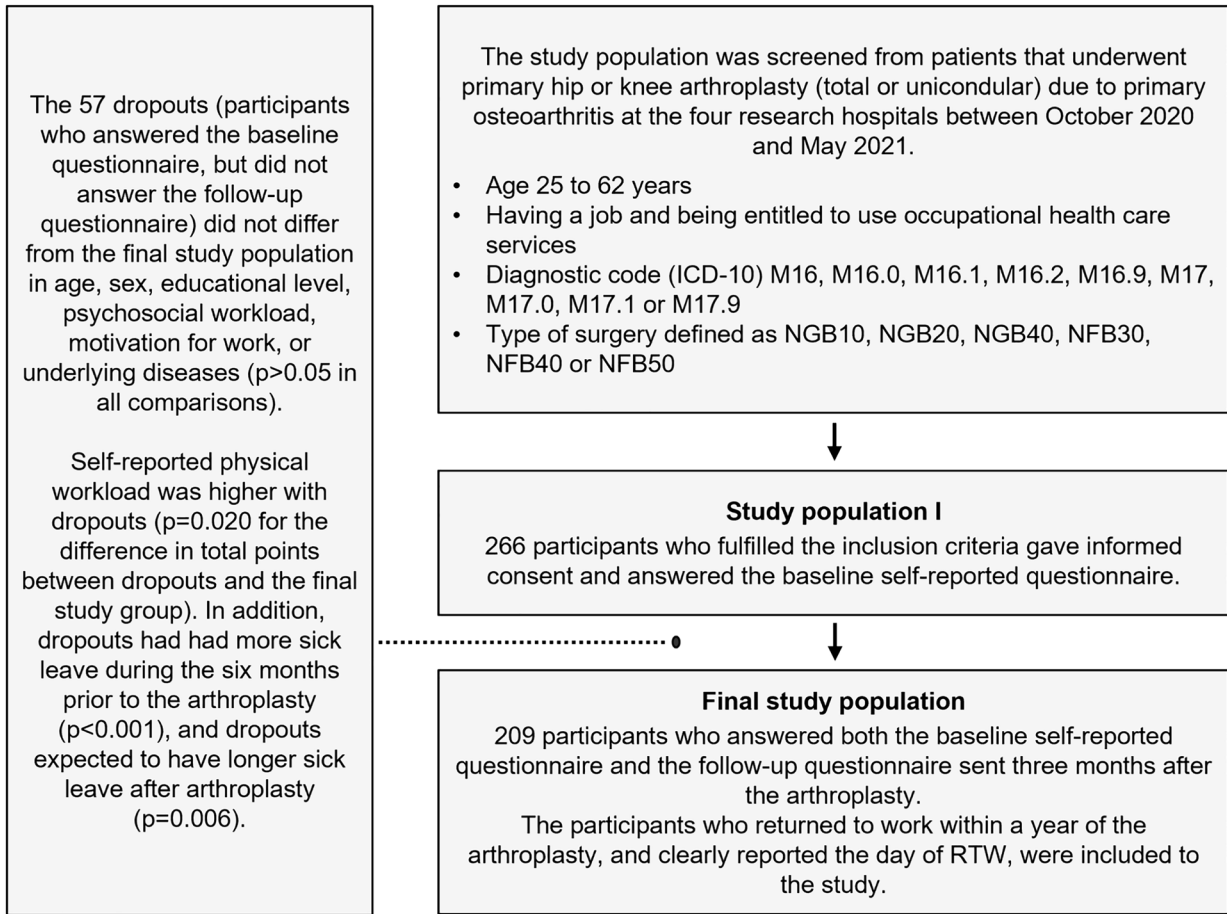 The 57 dropouts (participants
who answered the baseline
questionnaire, but did not
answer the follow-up
questionnaire) did not differ
from the final study population
in age, sex, educational level,
psychosocial workload,
motivation for work, or
underlying diseases (p>0.05 in
all comparisons).
Self-reported physical
workload was higher with
dropouts (p=0.020 for the
difference in total points
between dropouts and the final
study group). In addition,
dropouts had had more sick
leave during the six months
prior to the arthroplasty
(p<0.001), and dropouts
expected to have longer sick
leave after arthroplasty
(p=0.006).
The study population was screened from patients that underwent
primary hip or knee arthroplasty (total or unicondular) due to primary
osteoarthritis at the four research hospitals between October 2020
and May 2021.
• Age 25 to 62 years
• Having a job and being entitled to use occupational health care
services
• Diagnostic code (ICD-10) M16, M16.0, M16.1, M16.2, M16.9, M17,
M17.0, M17.1 or M17.9
• Type of surgery defined as NGB10, NGB20, NGB40, NFB30,
NFB40 or NFB50
Study population I
266 participants who fulfilled the inclusion criteria gave informed
consent and answered the baseline self-reported questionnaire.
Final study population
209 participants who answered both the baseline self-reported
questionnaire and the follow-up questionnaire sent three months after
the arthroplasty.
The participants who returned to work within a year of the
arthroplasty, and clearly reported the day of RTW, were included to
the study.